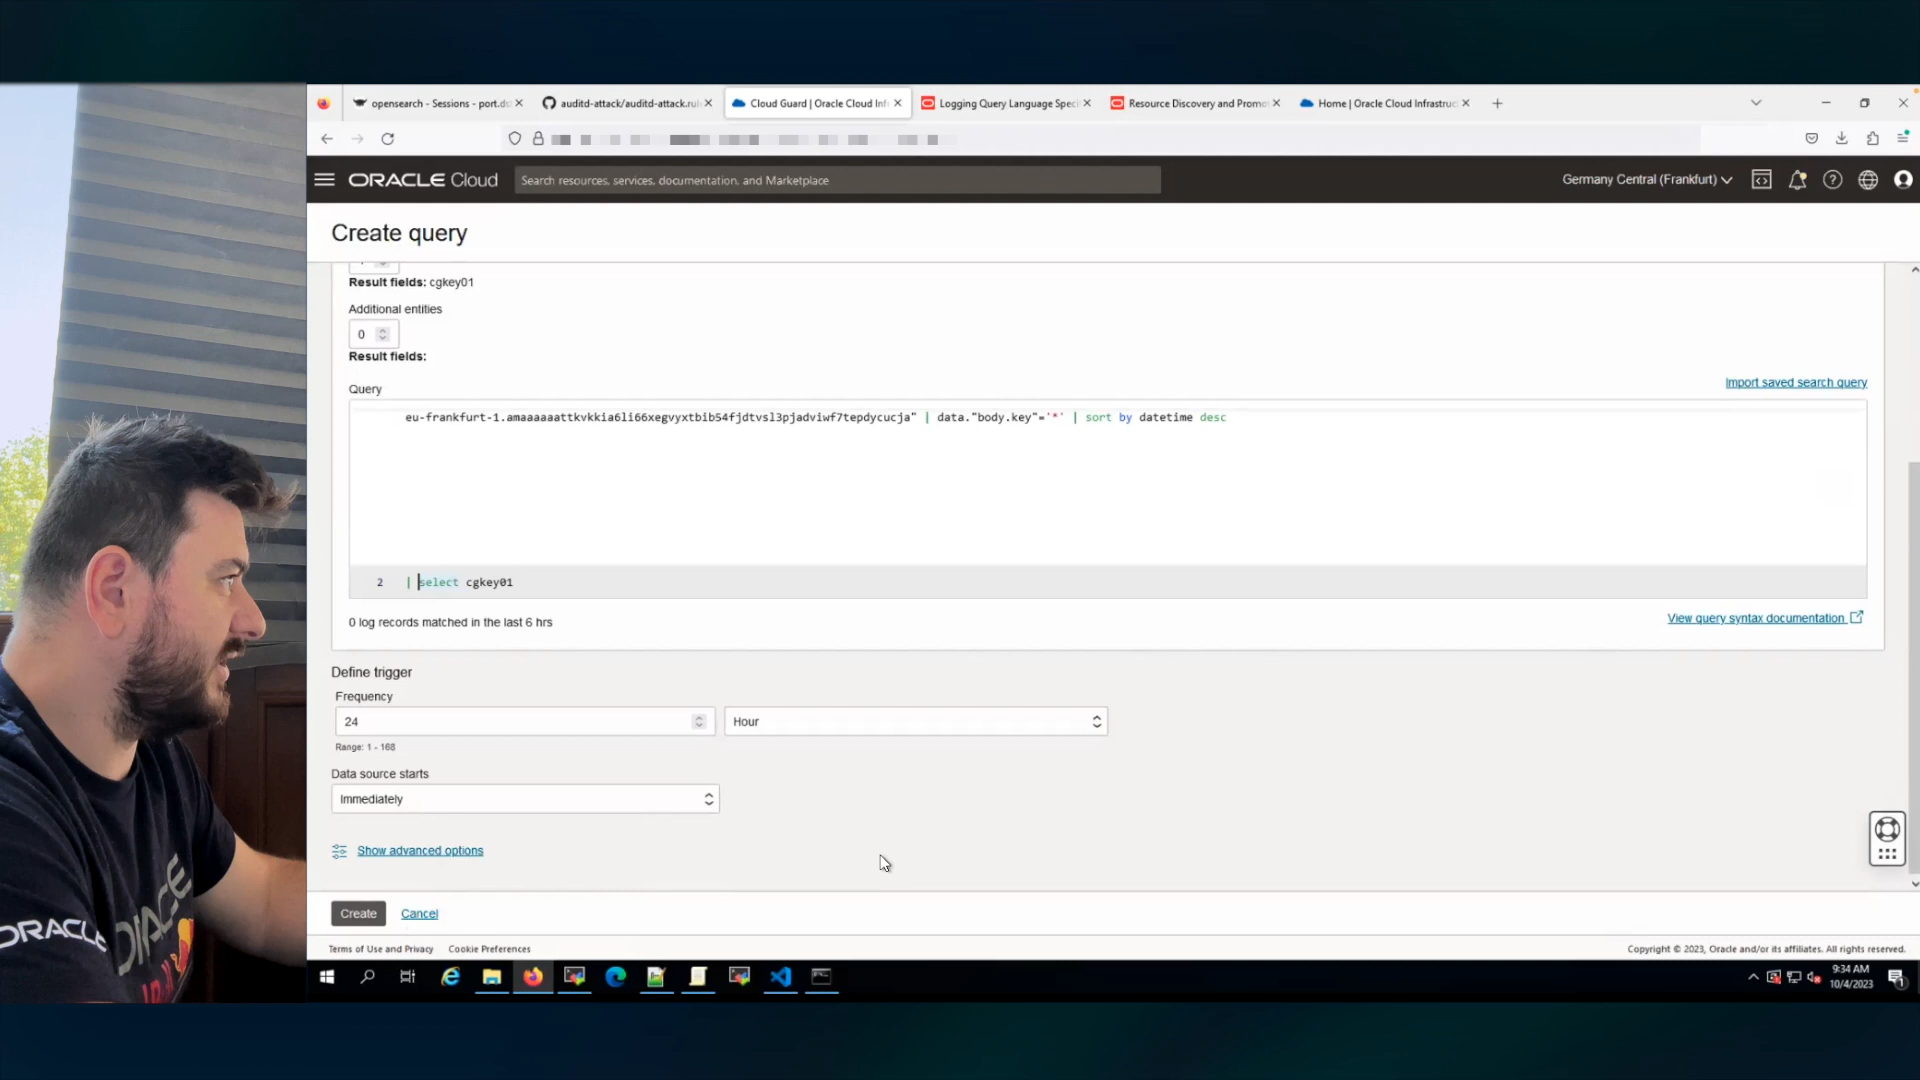 opensearch - Sessions - port.ds
auditd-attack/auditd-attack.rul
Cloud Guard | Oracle Cloud Infr
Logging Query Language Speci
Resource Discovery and Promo
Home | Oracle Cloud Infrastruc
ORACLE Cloud
Search resources, services, documentation, and Marketplace
Germany Central (Frankfurt)
Create query
Result fields: cgkey01
Additional entities
0
Result fields:
Query
Import saved search query
eu-frankfurt-1.amaaaaaattkvkkia6li66xegvyxtbib54fjdtvsl3pjadviwf7tepdycucja" | data."body.key"='*' | sort by datetime desc
2 | select cgkey01
0 log records matched in the last 6 hrs
View query syntax documentation
Define trigger
Frequency
24
Hour
Range: 1 - 168
Data source starts
Immediately
Show advanced options
Create
Cancel
Terms of Use and Privacy
Cookie Preferences
Copyright © 2023, Oracle and/or its affiliates. All rights reserved.
9:34 AM
10/4/2023
1
ORACLE
ORACLE